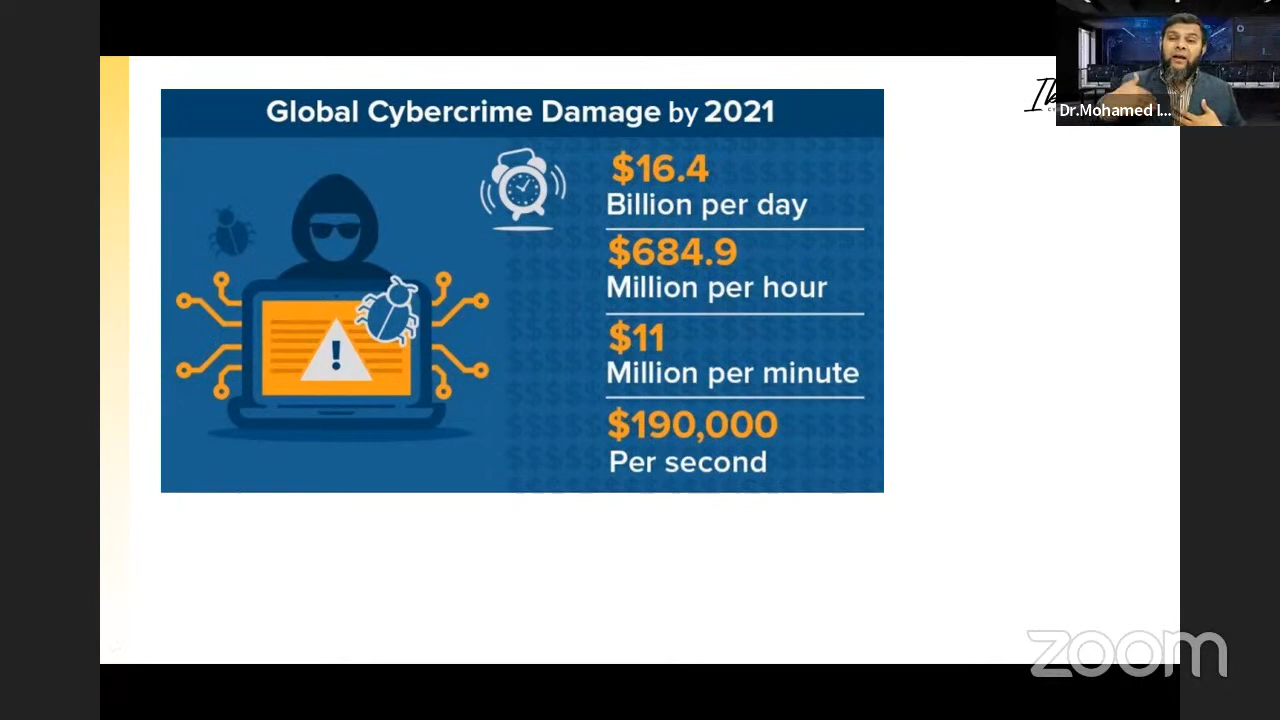 Global Cybercrime Damage by 2021
$16.4
Billion per day
$684.9
Million per hour
$11
Million per minute
$190,000
Per second
!
Dr.Mohamed I...
zoom